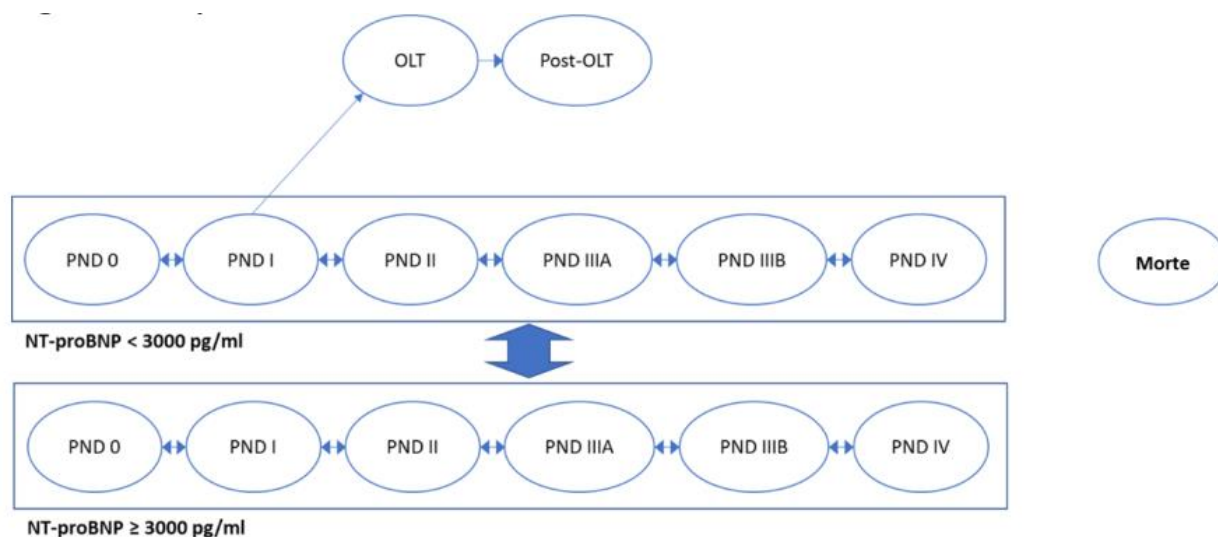 OLT
Post-OLT
PND 0
PND I
PND II
PND IIIA
PND IIIB
PND IV
Morte
NT-proBNP < 3000 pg/ml
PND 0
PND I
PND II
PND IIIA
PND IIIB
PND IV
NT-proBNP ≥ 3000 pg/ml